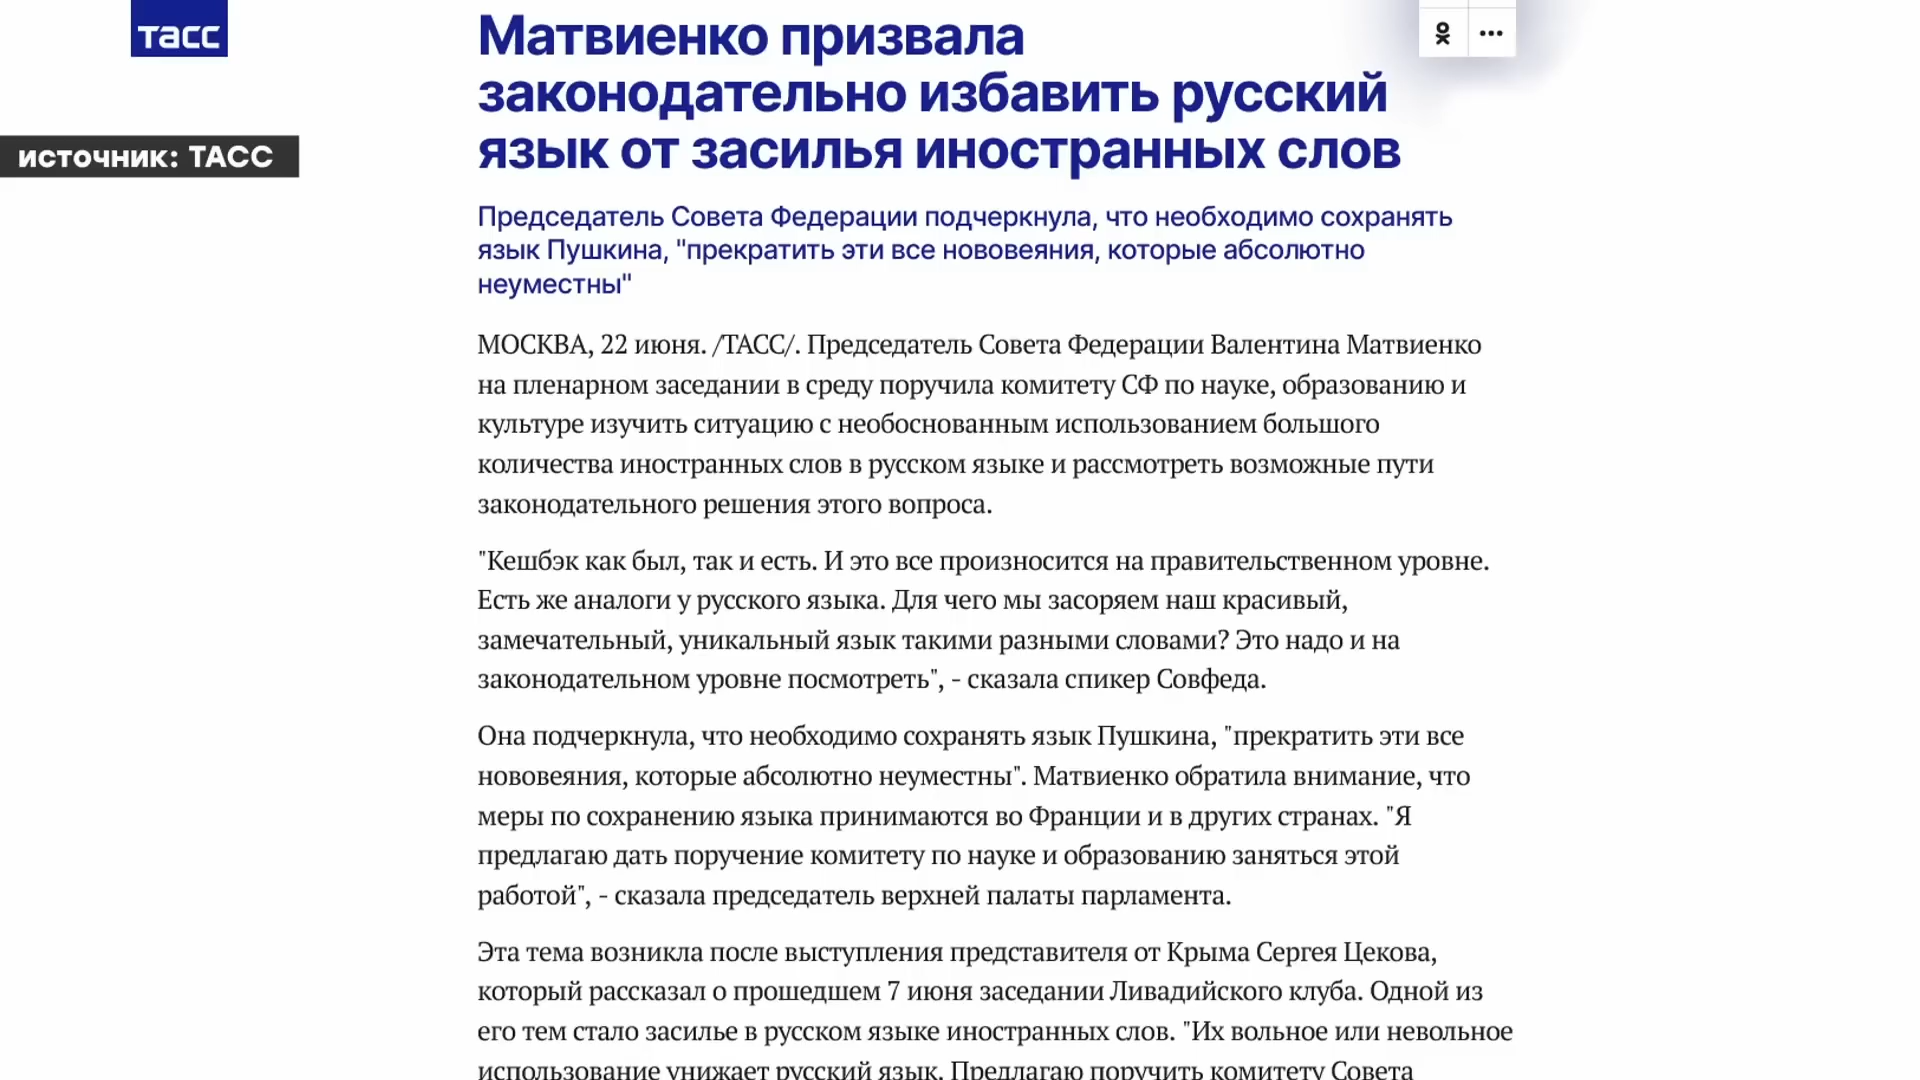 тасс
источник: ТАСС
Матвиенко призвала
законодательно избавить русский
язык от засилья иностранных слов
Председатель Совета Федерации подчеркнула, что необходимо сохранять
язык Пушкина, "прекратить эти все нововеяния, которые абсолютно
неуместны"
МОСКВА, 22 июня. /ТАСС/. Председатель Совета Федерации Валентина Матвиенко
на пленарном заседании в среду поручила комитету СФ по науке, образованию и
культуре изучить ситуацию с необоснованным использованием большого
количества иностранных слов в русском языке и рассмотреть возможные пути
законодательного решения этого вопроса.
"Кешбэк как был, так и есть. И это все произносится на правительственном уровне.
Есть же аналоги у русского языка. Для чего мы засоряем наш красивый,
замечательный, уникальный язык такими разными словами? Это надо и на
законодательном уровне посмотреть", - сказала спикер Совфеда.
Она подчеркнула, что необходимо сохранять язык Пушкина, "прекратить эти все
нововеяния, которые абсолютно неуместны". Матвиенко обратила внимание, что
меры по сохранению языка принимаются во Франции и в других странах. "Я
предлагаю дать поручение комитету по науке и образованию заняться этой
работой", - сказала председатель верхней палаты парламента.
Эта тема возникла после выступления представителя от Крыма Сергея Цекова,
который рассказал о прошедшем 7 июня заседании Ливадийского клуба. Одной из
его тем стало засилье в русском языке иностранных слов. "Их вольное или невольное
использование унижает русский язык. Предлагаю поручить комитету Совета